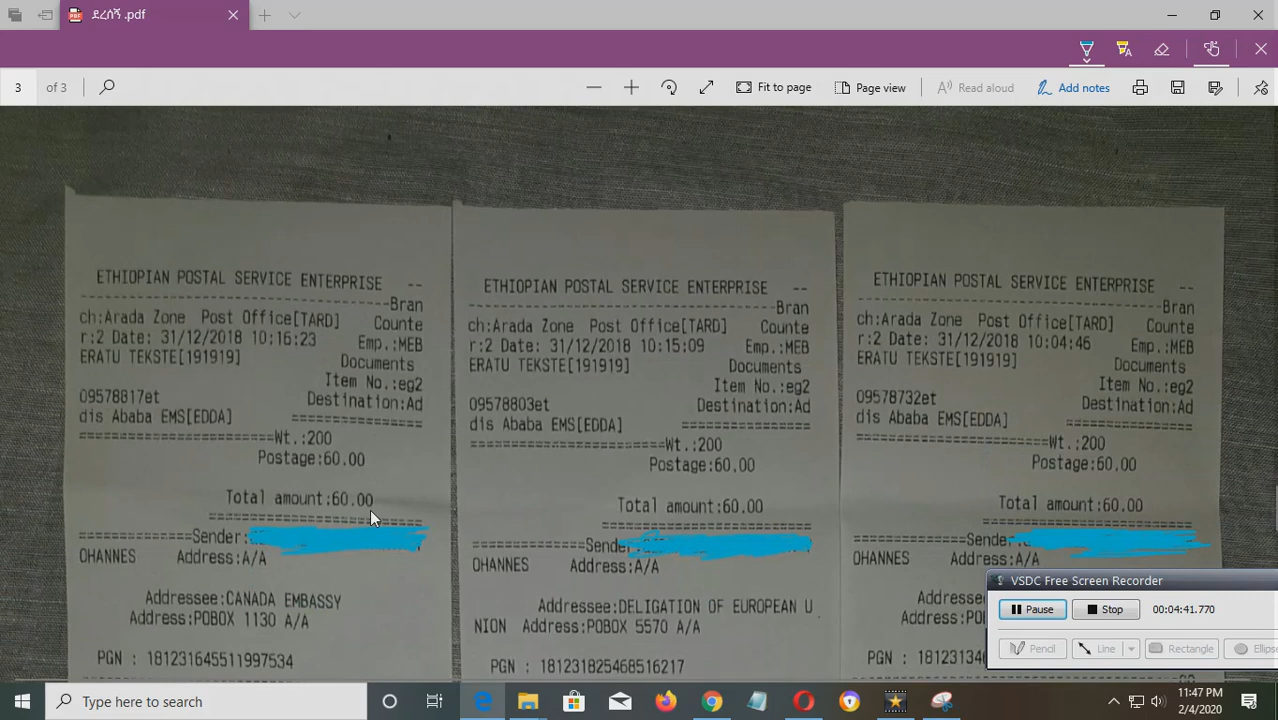 ደረሰኝ .pdf
3 of 3
Fit to page
Page view
Read aloud
Add notes
ETHIOPIAN POSTAL SERVICE ENTERPRISE --
-----Bran
ch:Arada Zone Post Office[TARD] Counte
r:2 Date: 31/12/2018 10:16:23 Emp.:MEB
ERATU TEKSTE[191919] Documents
Item No.:eg2
09578817et Destination:Ad
dis Ababa EMS[EDDA] ================
========================Wt.:200
Postage:60.00
Total amount:60.00
==========================
==============Sender:
OHANNES Address:A/A
Addressee:CANADA EMBASSY
Address:POBOX 1130 A/A
PGN : 181231645511997534
ETHIOPIAN POSTAL SERVICE ENTERPRISE --
-----Bran
ch:Arada Zone Post Office[TARD] Counte
r:2 Date: 31/12/2018 10:15:09 Emp.:MEB
ERATU TEKSTE[191919] Documents
Item No.:eg2
09578803et Destination:Ad
dis Ababa EMS[EDDA] ================
========================Wt.:200
Postage:60.00
Total amount:60.00
==========================
==============Sende
OHANNES Address:A/A
Addressee:DELIGATION OF EUROPEAN U
NION Address:POBOX 5570 A/A
PGN : 181231825468516217
ETHIOPIAN POSTAL SERVICE ENTERPRISE --
-----Bran
ch:Arada Zone Post Office[TARD] Counte
r:2 Date: 31/12/2018 10:04:46 Emp.:MEB
ERATU TEKSTE[191919] Documents
Item No.:eg2
09578732et Destination:Ad
dis Ababa EMS[EDDA] ================
========================Wt.:200
Postage:60.00
Total amount:60.00
==========================
==============Sende
OHANNES Address:A/A
Addres
Address:PO
PGN : 18123134
VSDC Free Screen Recorder
Pause
Stop
00:04:41.770
Pencil
Line
Rectangle
Ellips
Type here to search
11:47 PM
2/4/2020